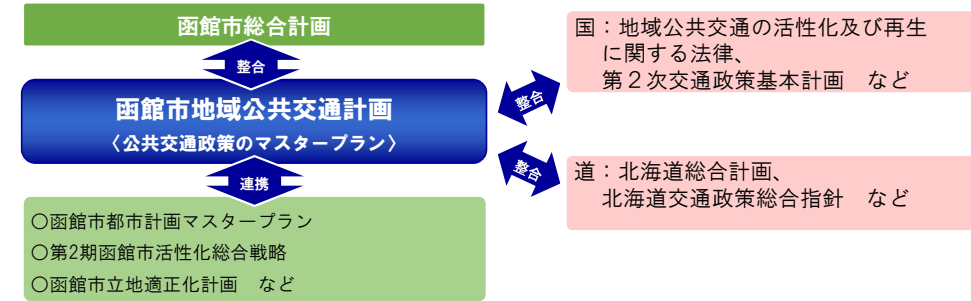 函館市総合計画
整合
函館市地域公共交通計画
〈公共交通政策のマスタープラン〉
連携
〇函館市都市計画マスタープラン
〇第2期函館市活性化総合戦略
〇函館市立地適正化計画　など
整合
国：地域公共交通の活性化及び再生
に関する法律、
第２次交通政策基本計画　など
整合
道：北海道総合計画、
北海道交通政策総合指針　など